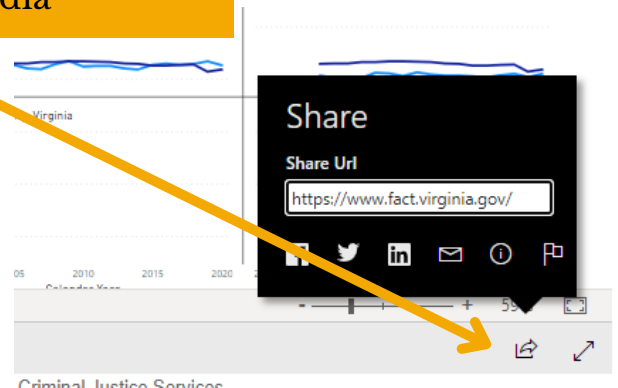 dia
Virginia
Share
Share Url
https://www.fact.virginia.gov/
05 2010 2015 2020
Calendar Year
- +
Criminal Justice Services